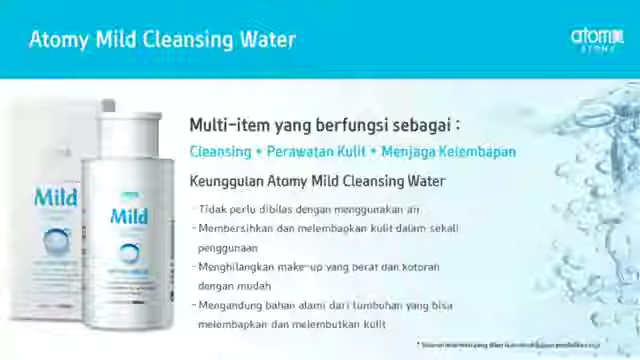 Atomy Mild Cleansing Water
atomy
ATOMY
Multi-item yang berfungsi sebagai :
Cleansing + Perawatan Kulit + Menjaga Kelembapan
Keunggulan Atomy Mild Cleansing Water
- Tidak perlu dibilas dengan menggunakan air
- Membersihkan dan melembapkan kulit dalam sekali
penggunaan
- Menghilangkan make-up yang berat dan kotoran
dengan mudah
- Mengandung bahan alami dari tumbuhan yang bisa
melembapkan dan melembutkan kulit
Mild
Mild